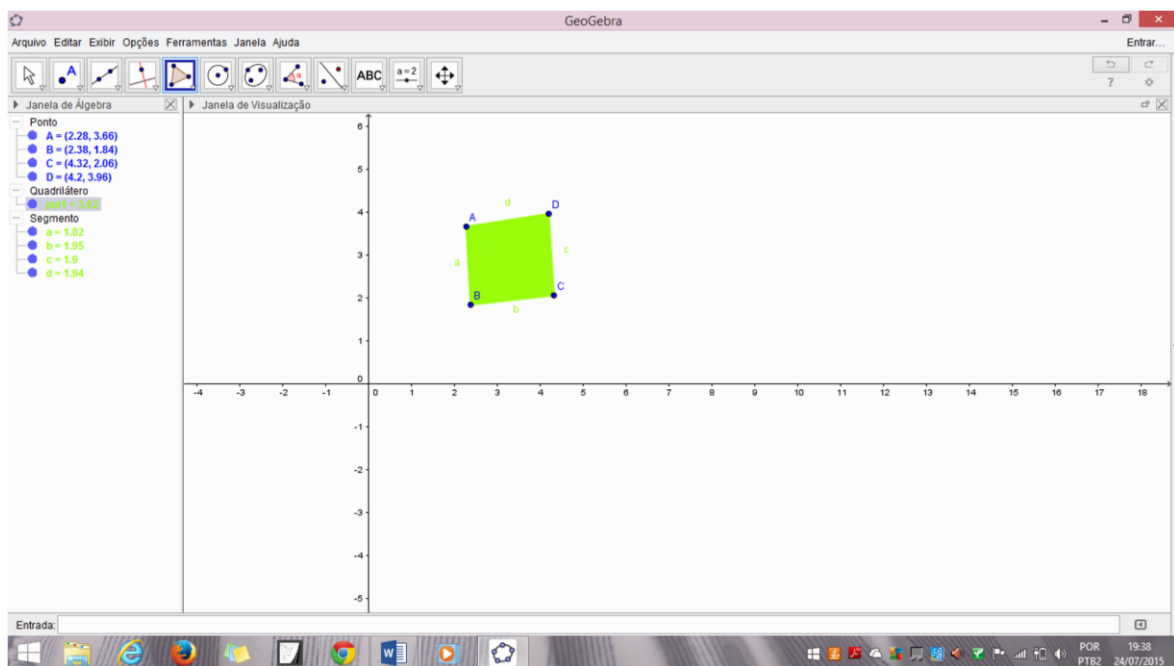 GeoGebra
Arquivo Editar Exibir Opções Ferramentas Janela Ajuda
Entrar...
A
ABC
a=2
?
Janela de Álgebra
Janela de Visualização
Ponto
A = (2.28, 3.66)
B = (2.38, 1.84)
C = (4.32, 2.06)
D = (4.2, 3.96)
Quadrilátero
pol1 = 3.62
Segmento
a = 1.82
b = 1.95
c = 1.9
d = 1.94
6
5
4
3
2
1
0
-1
-2
-3
-4
-5
-4 -3 -2 -1 0 1 2 3 4 5 6 7 8 9 10 11 12 13 14 15 16 17 18
d
A
D
a
c
B
C
b
Entrada:
POR 19:38
PTB2 24/07/2015